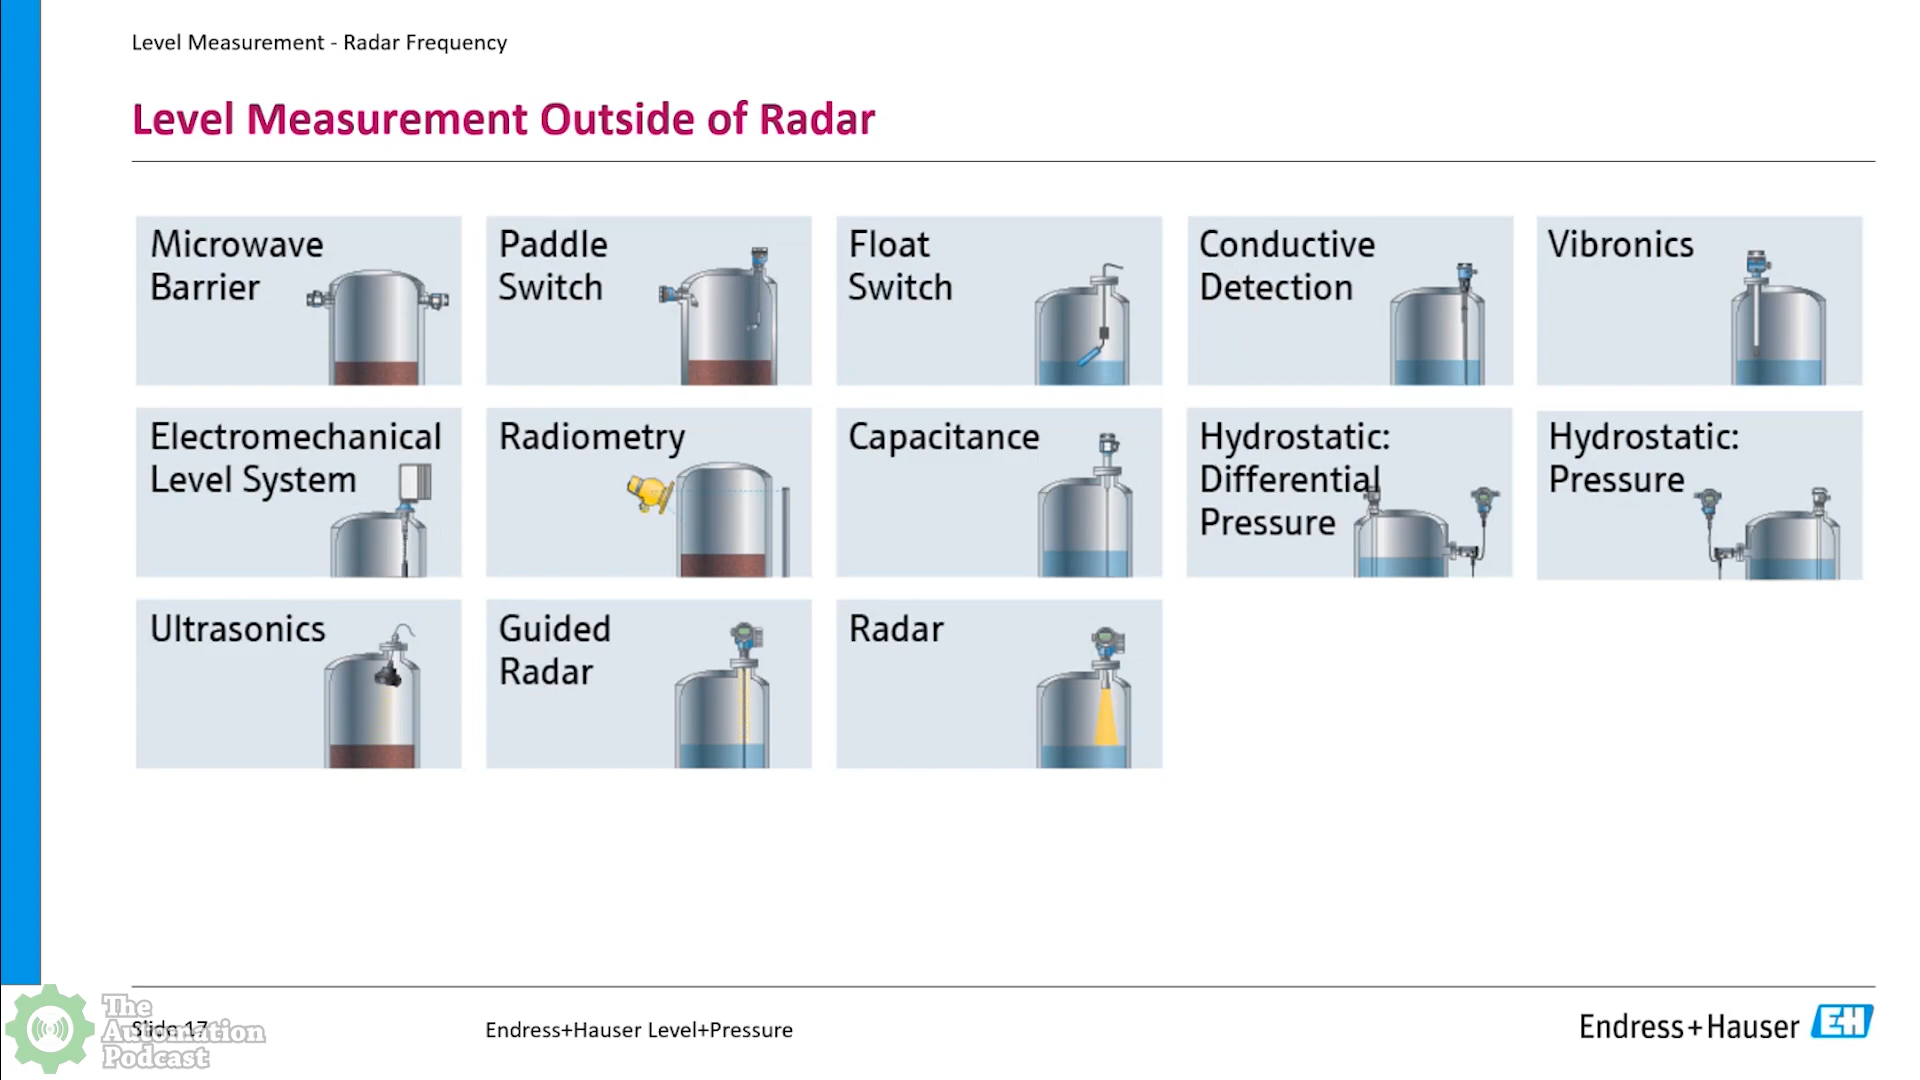 Level Measurement - Radar Frequency
Level Measurement Outside of Radar
Microwave
Barrier
Paddle
Switch
Float
Switch
Conductive
Detection
Vibronics
Electromechanical
Level System
Radiometry
Capacitance
Hydrostatic:
Differential
Pressure
Hydrostatic:
Pressure
Ultrasonics
Guided
Radar
Radar
The
Automation
Podcast
Slide 17
Endress+Hauser Level+Pressure
Endress+Hauser
EH